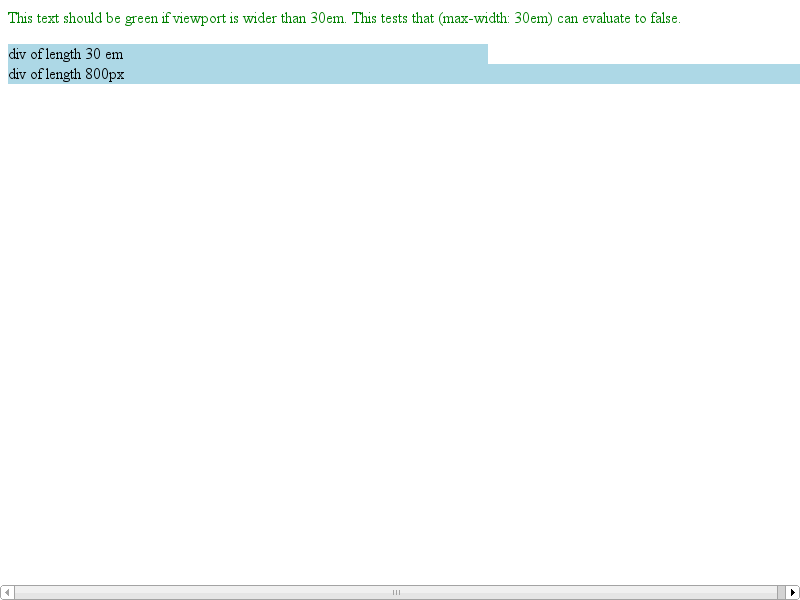 This text should be green if viewport is wider than 30em. This tests that (max-width: 30em) can evaluate to false.
div of length 30 em
div of length 800px